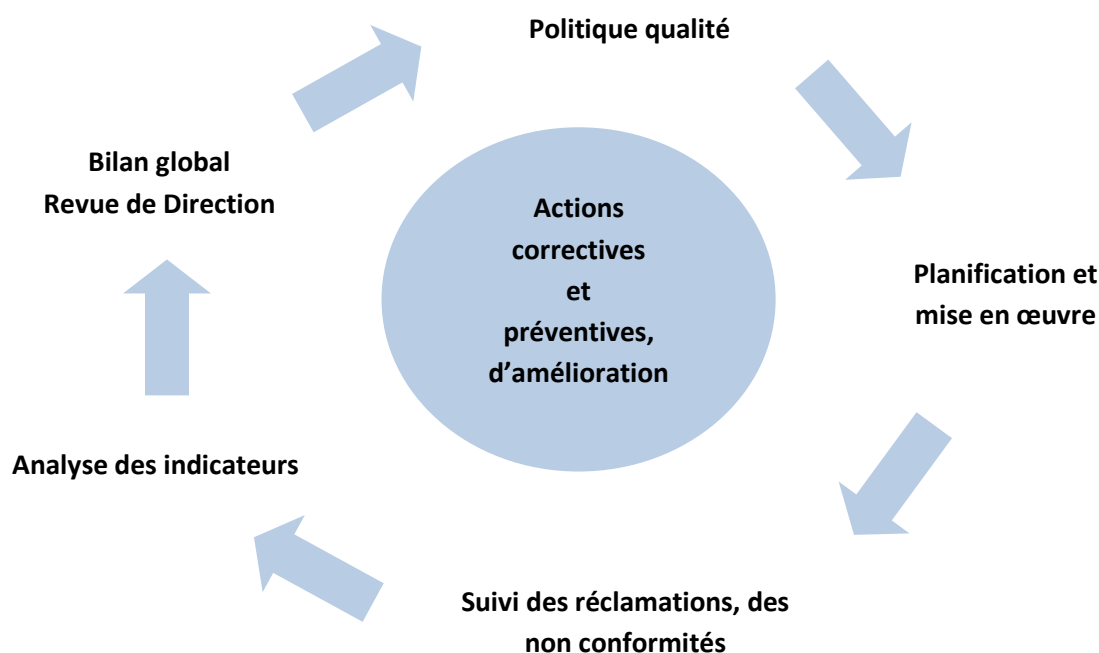 Politique qualité
Bilan global
Revue de Direction
Actions
correctives
et
préventives,
d’amélioration
Planification et
mise en œuvre
Analyse des indicateurs
Suivi des réclamations, des
non conformités